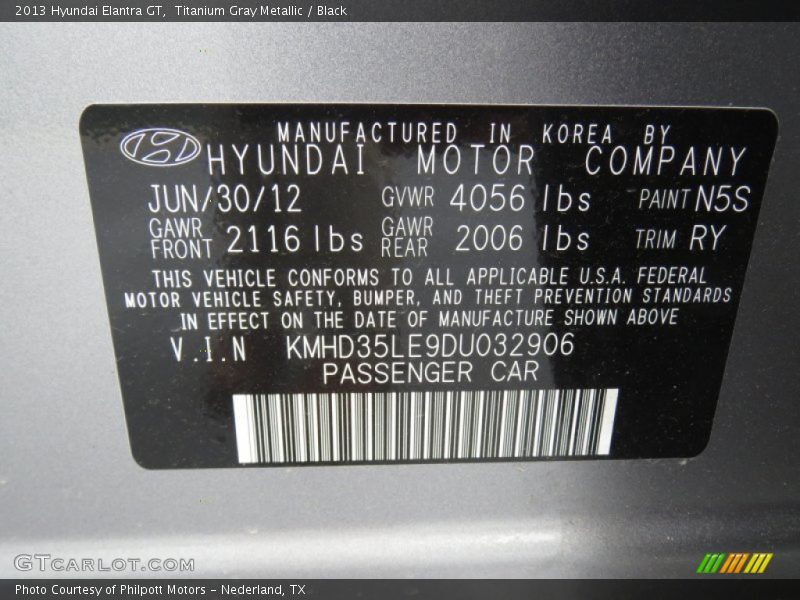 2013 Hyundai Elantra GT, Titanium Gray Metallic / Black
MANUFACTURED IN KOREA BY
HYUNDAI MOTOR COMPANY
JUN/30/12 GVWR 4056 lbs PAINT N5S
GAWR FRONT 2116 lbs GAWR REAR 2006 lbs TRIM RY
THIS VEHICLE CONFORMS TO ALL APPLICABLE U.S.A. FEDERAL
MOTOR VEHICLE SAFETY, BUMPER, AND THEFT PREVENTION STANDARDS
IN EFFECT ON THE DATE OF MANUFACTURE SHOWN ABOVE
V.I.N KMHD35LE9DU032906
PASSENGER CAR
GTCARLOT.COM
Photo Courtesy of Philpott Motors - Nederland, TX